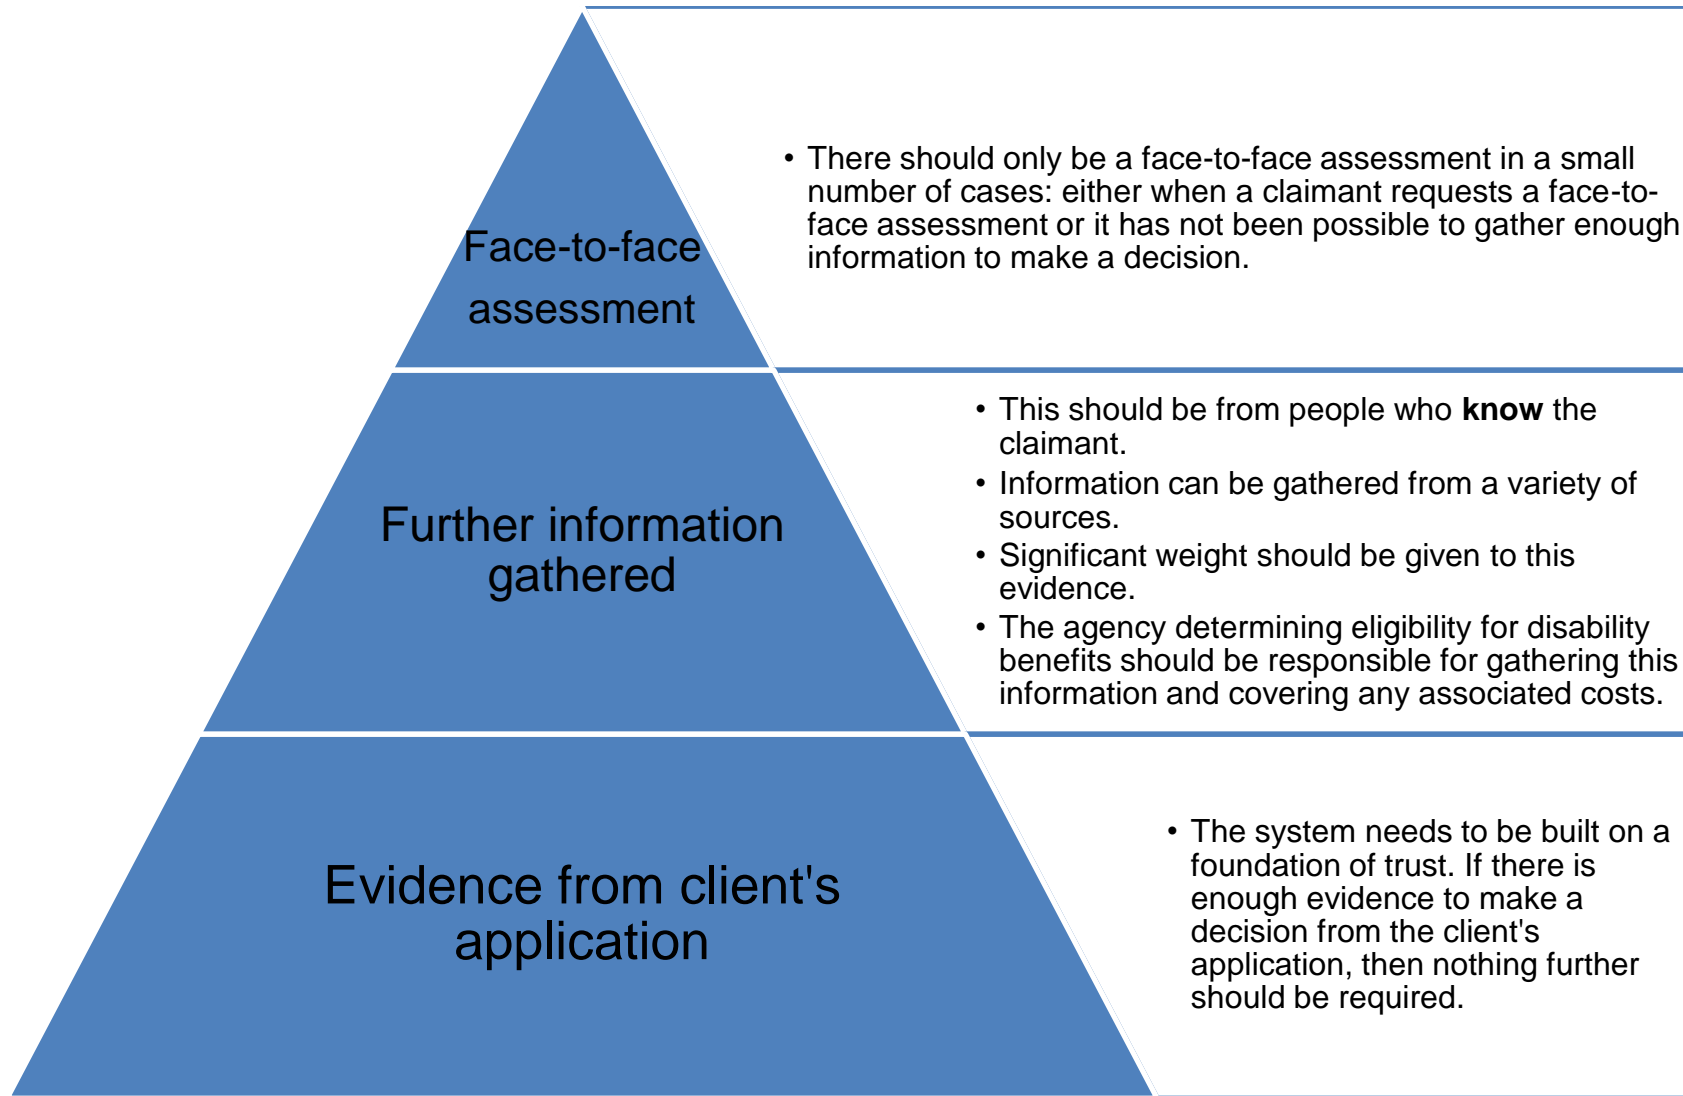 Face-to-face
assessment
• There should only be a face-to-face assessment in a small
number of cases: either when a claimant requests a face-to-
face assessment or it has not been possible to gather enough
information to make a decision.
Further information
gathered
• This should be from people who know the
claimant.
• Information can be gathered from a variety of
sources.
• Significant weight should be given to this
evidence.
• The agency determining eligibility for disability
benefits should be responsible for gathering this
information and covering any associated costs.
Evidence from client's
application
• The system needs to be built on a
foundation of trust. If there is
enough evidence to make a
decision from the client's
application, then nothing further
should be required.